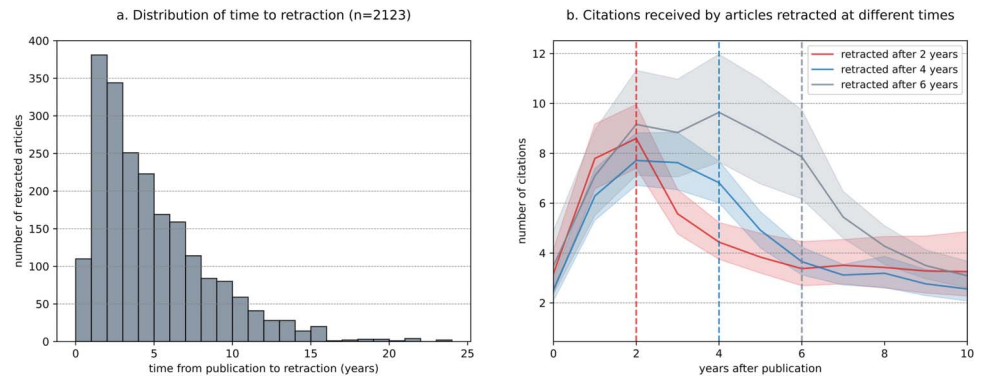 a. Distribution of time to retraction (n=2123)
400
350
300
250
200
150
100
50
0
number of retracted articles
0 5 10 15 20 25
time from publication to retraction (years)
b. Citations received by articles retracted at different times
retracted after 2 years
retracted after 4 years
retracted after 6 years
12
10
8
6
4
2
number of citations
0 2 4 6 8 10
years after publication